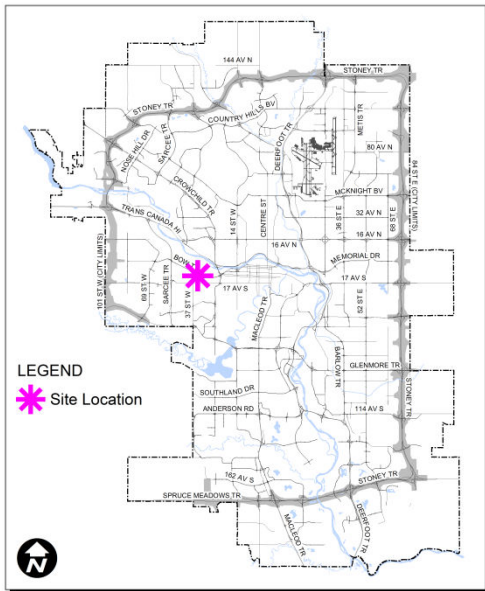 144 AV N
STONEY TR
STONEY TR
COUNTRY HILLS BV
METIS TR
DEERFOOT TR
NOSE HILL DR
SARCEE TR
80 AV N
CROWCHILD TR
MCKNIGHT BV
84 ST E (CITY LIMITS)
TRANS CANADA HI
14 ST W
CENTRE ST
36 ST E
32 AV N
68 ST E
16 AV N
16 AV N
101 ST W (CITY LIMITS)
BOW
MEMORIAL DR
69 ST W
SARCEE TR
37 ST W
17 AV S
17 AV S
MACLEOD TR
52 ST E
BARLOW TR
GLENMORE TR
LEGEND
Site Location
SOUTHLAND DR
STONEY TR
ANDERSON RD
114 AV S
162 AV S
STONEY TR
SPRUCE MEADOWS TR
MACLEOD TR
DEERFOOT TR
N